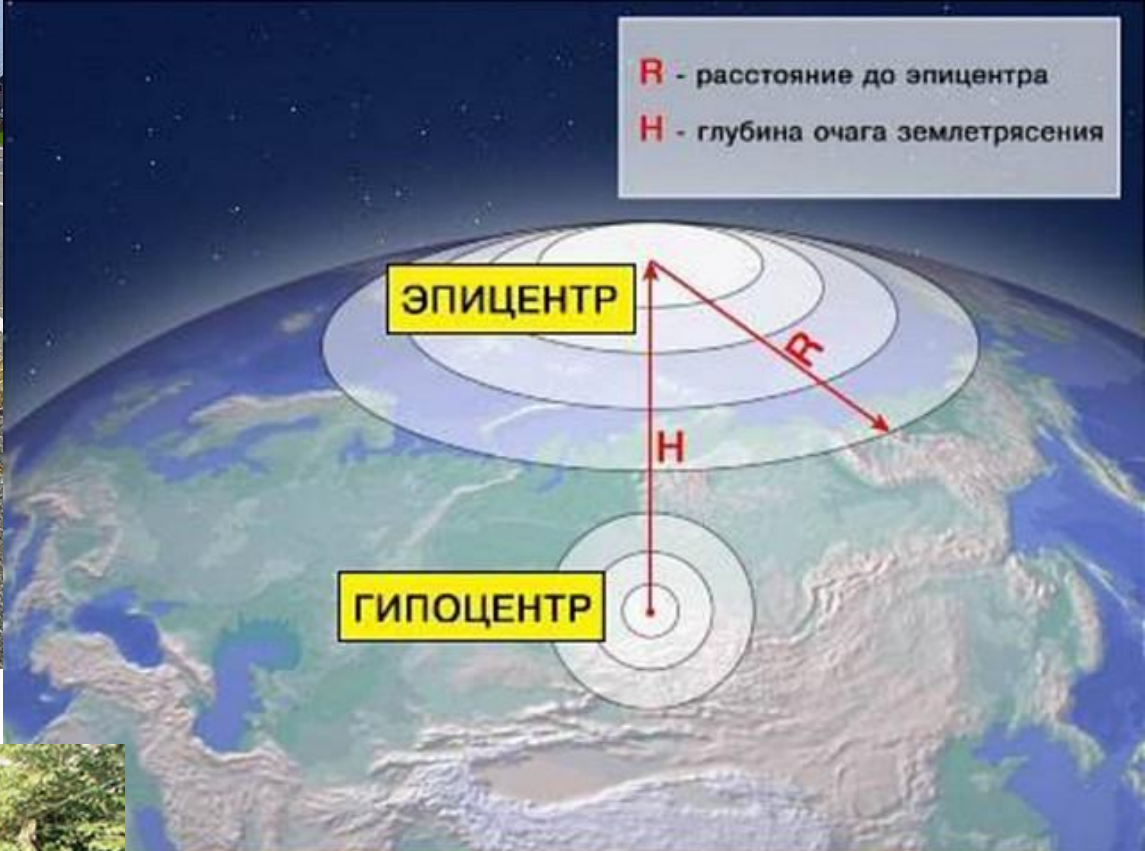 R - расстояние до эпицентра
H - глубина очага землетрясения
ЭПИЦЕНТР
R
H
ГИПОЦЕНТР